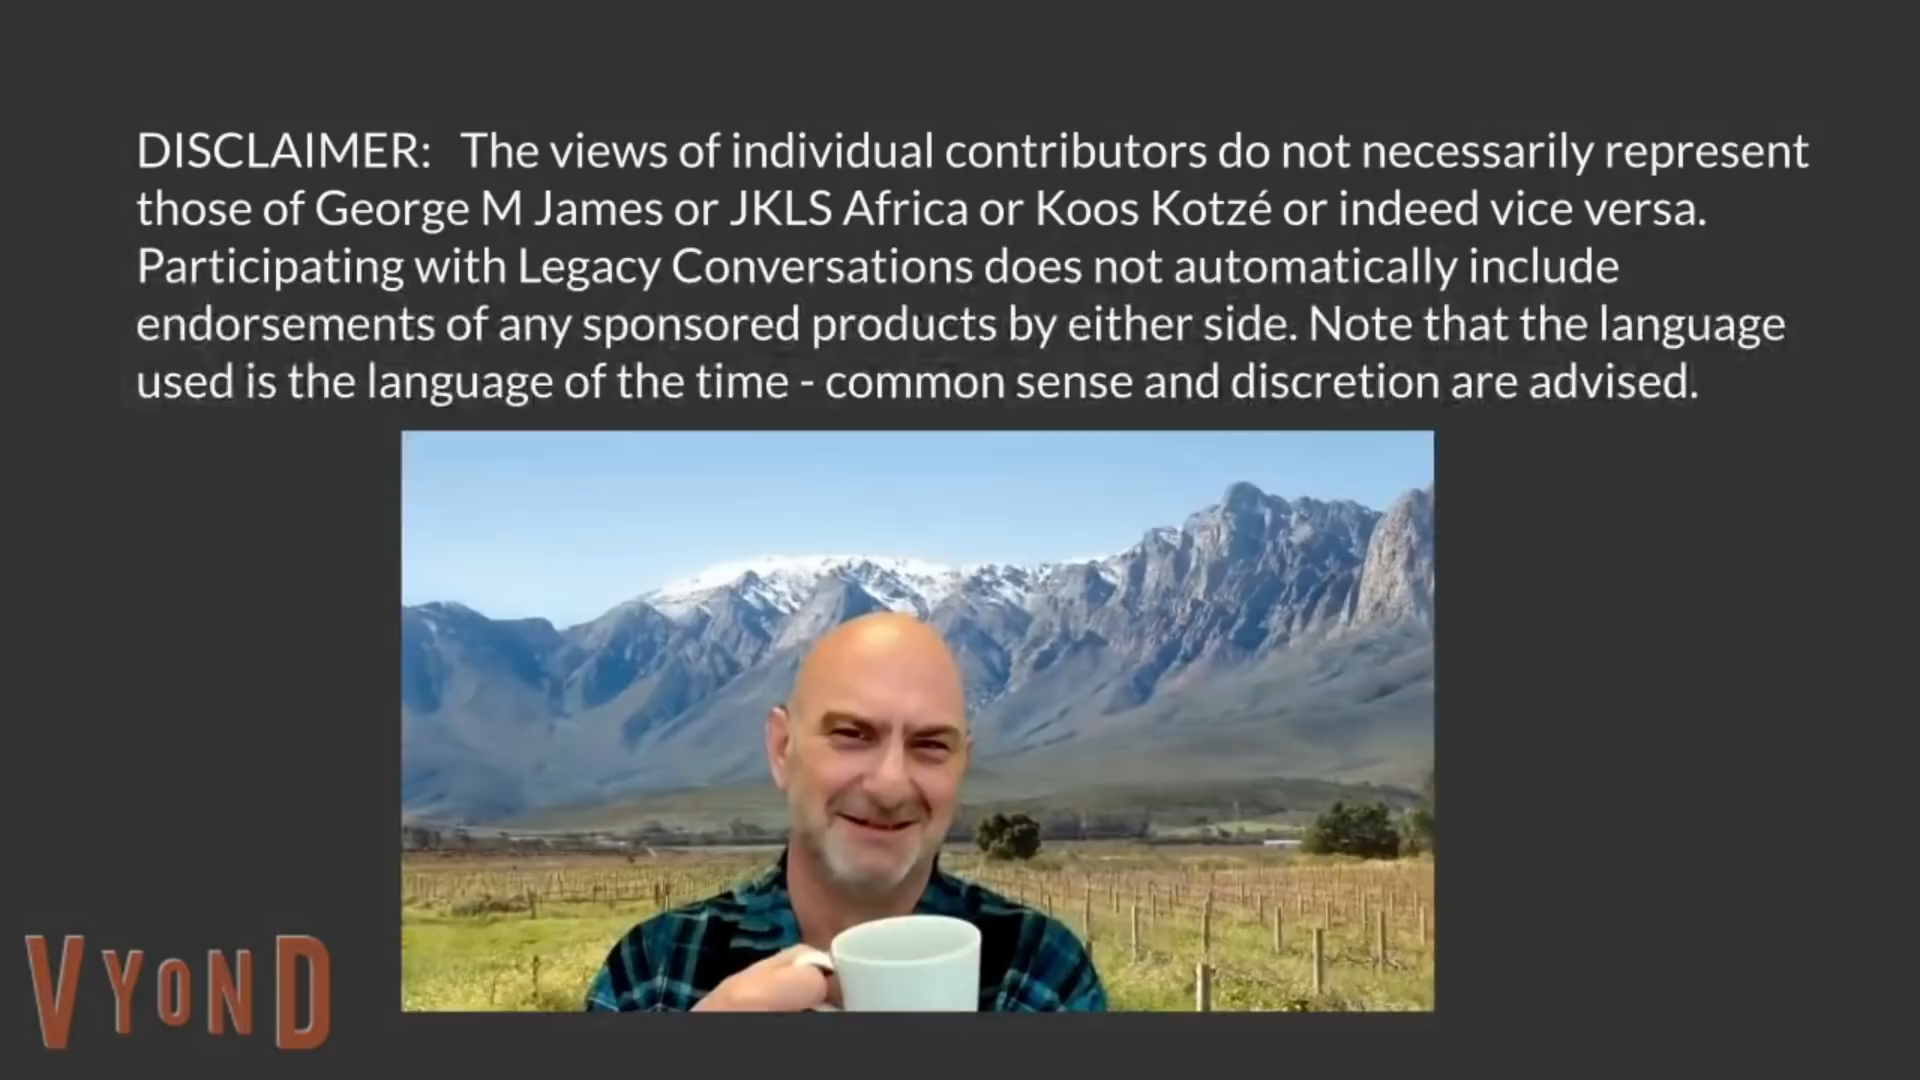 DISCLAIMER: The views of individual contributors do not necessarily represent
those of George M James or JKLS Africa or Koos Kotzé or indeed vice versa.
Participating with Legacy Conversations does not automatically include
endorsements of any sponsored products by either side. Note that the language
used is the language of the time - common sense and discretion are advised.
VYOND